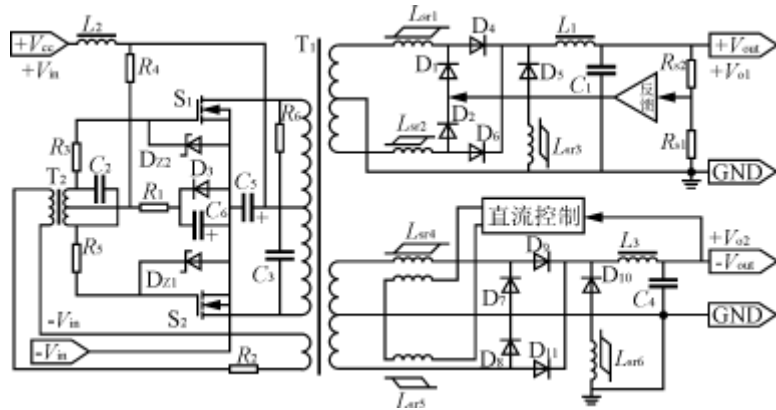 L2
+Vcc
+Vin
R4
T1
Lsr1
D4
L1
+Vout
+Vo1
D1
D5
C1
Rs2
反馈
S1
R6
DZ2
Lsr2
D2
D6
Lsr3
Rs1
GND
R3
C2
D3
T2
R1
C5
+
C6
+
直流控制
+Vo2
-Vout
Lsr4
D9
L3
R5
DZ1
C3
D7
D10
C4
GND
S2
-Vin
-Vin
R2
D8
D11
Lsr6
Lsr5